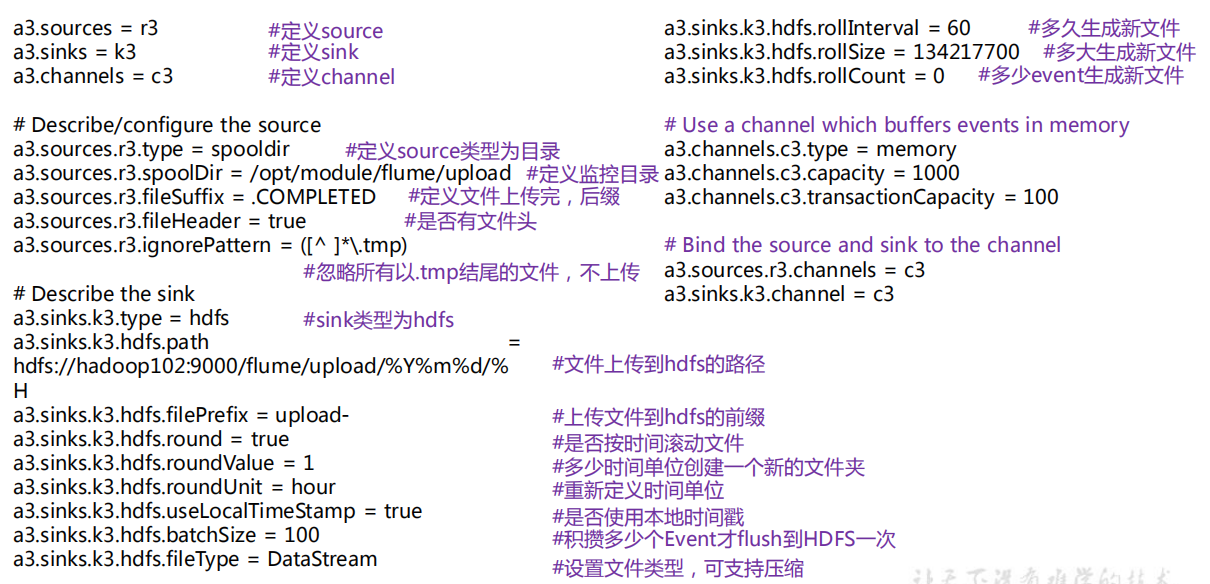 a3.sources = r3 #定义source
a3.sinks = k3 #定义sink
a3.channels = c3 #定义channel
# Describe/configure the source
a3.sources.r3.type = spooldir #定义source类型为目录
a3.sources.r3.spoolDir = /opt/module/flume/upload #定义监控目录
a3.sources.r3.fileSuffix = .COMPLETED #定义文件上传完，后缀
a3.sources.r3.fileHeader = true #是否有文件头
a3.sources.r3.ignorePattern = ([^ ]*\.tmp)
#忽略所有以.tmp结尾的文件，不上传
# Describe the sink
a3.sinks.k3.type = hdfs #sink类型为hdfs
a3.sinks.k3.hdfs.path =
hdfs://hadoop102:9000/flume/upload/%Y%m%d/% #文件上传到hdfs的路径
H
a3.sinks.k3.hdfs.filePrefix = upload- #上传文件到hdfs的前缀
a3.sinks.k3.hdfs.round = true #是否按时间滚动文件
a3.sinks.k3.hdfs.roundValue = 1 #多少时间单位创建一个新的文件夹
a3.sinks.k3.hdfs.roundUnit = hour #重新定义时间单位
a3.sinks.k3.hdfs.useLocalTimeStamp = true #是否使用本地时间戳
a3.sinks.k3.hdfs.batchSize = 100 #积攒多少个Event才flush到HDFS一次
a3.sinks.k3.hdfs.fileType = DataStream #设置文件类型，可支持压缩
a3.sinks.k3.hdfs.rollInterval = 60 #多久生成新文件
a3.sinks.k3.hdfs.rollSize = 134217700 #多大生成新文件
a3.sinks.k3.hdfs.rollCount = 0 #多少event生成新文件
# Use a channel which buffers events in memory
a3.channels.c3.type = memory
a3.channels.c3.capacity = 1000
a3.channels.c3.transactionCapacity = 100
# Bind the source and sink to the channel
a3.sources.r3.channels = c3
a3.sinks.k3.channel = c3
让天下没有难学的技术